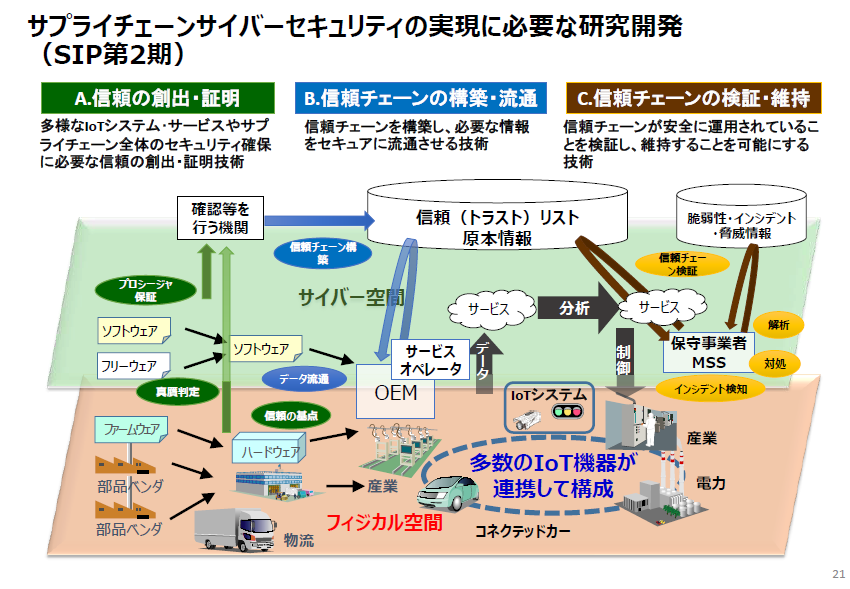 サプライチェーンサイバーセキュリティの実現に必要な研究開発
（SIP第2期）
A.信頼の創出・証明
多様なIoTシステム・サービスやサプ
ライチェーン全体のセキュリティ確保
に必要な信頼の創出・証明技術
B.信頼チェーンの構築・流通
信頼チェーンを構築し、必要な情報
をセキュアに流通させる技術
C.信頼チェーンの検証・維持
信頼チェーンが安全に運用されているこ
とを検証し、維持することを可能にする
技術
確認等を
行う機関
信頼（トラスト）リスト
原本情報
脆弱性・インシデント
・脅威情報
信頼チェーン構
築
信頼チェー
ン検証
プロシージャ
保証
サイバー空間
サービス
分析
サービス
ソフトウェア
フリーウェア
ソフトウェア
サービス
オペレータ
データ
制御
保守事業者
MSS
解析
対処
真贋判定
データ流通
OEM
インシデント検知
信頼の基点
IoTシステム
ファームウェア
ハードウェア
産業
部品ベンダ
多数のIoT機器が
連携して構成
電力
産業
部品ベンダ
フィジカル空間
コネクテッドカー
物流
21